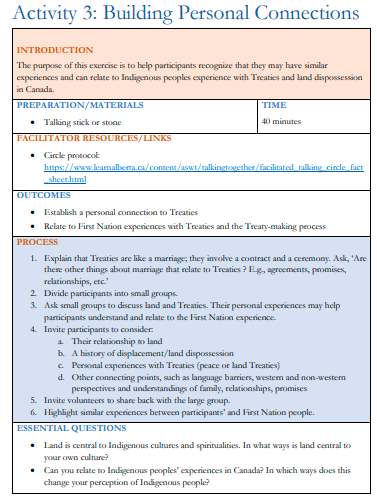 Activity 3: Building Personal Connections
INTRODUCTION
The purpose of this exercise is to help participants recognize that they may have similar
experiences and can relate to Indigenous peoples experience with Treaties and land dispossession
in Canada.
PREPARATION/MATERIALS
• Talking stick or stone
TIME
40 minutes
FACILITATOR RESOURCES/LINKS
• Circle protocol:
https://www.learnalberta.ca/content/aswt/talkingtogether/facilitated_talking_circle_fact
_sheet.html
OUTCOMES
• Establish a personal connection to Treaties
• Relate to First Nation experiences with Treaties and the Treaty-making process
PROCESS
1. Explain that Treaties are like a marriage; they involve a contract and a ceremony. Ask, 'Are
there other things about marriage that relate to Treaties ? E.g., agreements, promises,
relationships, etc.'
2. Divide participants into small groups.
3. Ask small groups to discuss land and Treaties. Their personal experiences may help
participants understand and relate to the First Nation experience.
4. Invite participants to consider:
a. Their relationship to land
b. A history of displacement/land dispossession
c. Personal experiences with Treaties (peace or land Treaties)
d. Other connecting points, such as language barriers, western and non-western
perspectives and understandings of family, relationships, promises
5. Invite volunteers to share back with the large group.
6. Highlight similar experiences between participants' and First Nation people.
ESSENTIAL QUESTIONS
• Land is central to Indigenous cultures and spiritualities. In what ways is land central to
your own culture?
• Can you relate to Indigenous peoples' experiences in Canada? In which ways does this
change your perception of Indigenous people?